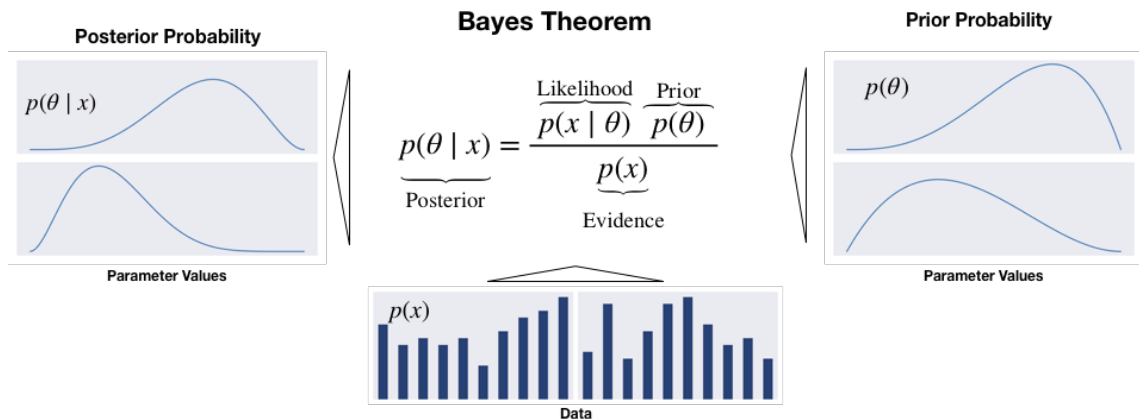 Bayes Theorem
Posterior Probability
p(θ | x)
Parameter Values
Likelihood Prior
p(x | θ) p(θ)
p(θ | x) =
p(x)
Posterior
Evidence
Prior Probability
p(θ)
Parameter Values
p(x)
Data